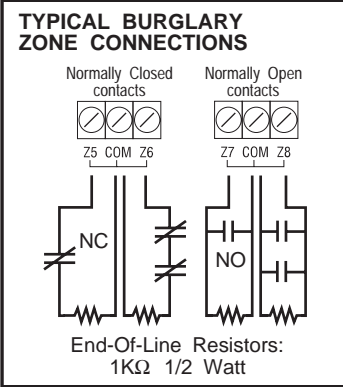 TYPICAL BURGLARY
ZONE CONNECTIONS
Normally Closed
contacts
Normally Open
contacts
Z5 COM Z6
Z7 COM Z8
NC
NO
End-Of-Line Resistors:
1KΩ 1/2 Watt